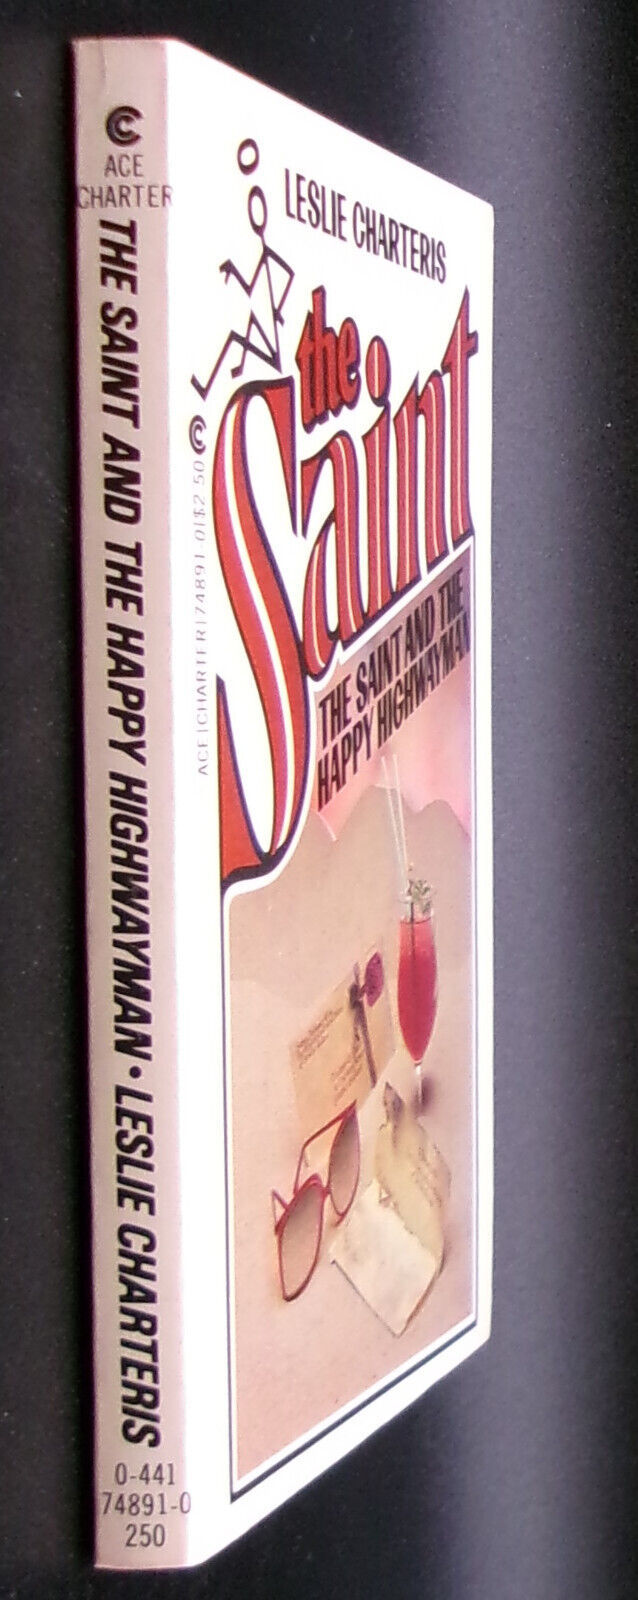 ACE
CHARTER
THE SAINT AND THE HAPPY HIGHWAYMAN • LESLIE CHARTERIS
0-441
74891-0
250
LESLIE CHARTERIS
the
Saint
ACE | CHARTER | 74891-0 | $2.50
THE SAINT AND THE
HAPPY HIGHWAYMAN